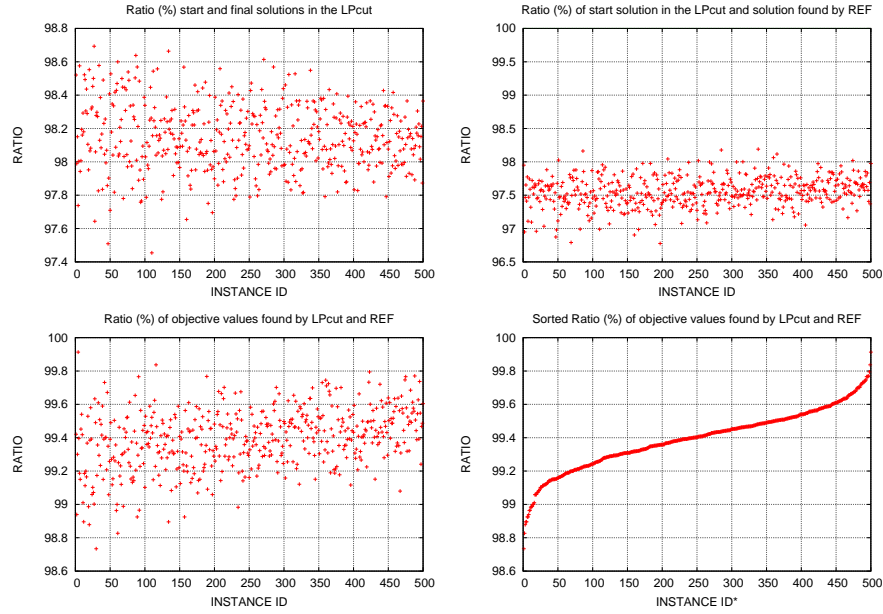 Ratio (%) start and final solutions in the LPcut
98.8
98.6
98.4
98.2
98
97.8
97.6
97.4
RATIO
0 50 100 150 200 250 300 350 400 450 500
INSTANCE ID
Ratio (%) of start solution in the LPcut and solution found by REF
100
99.5
99
98.5
98
97.5
97
96.5
RATIO
0 50 100 150 200 250 300 350 400 450 500
INSTANCE ID
Ratio (%) of objective values found by LPcut and REF
100
99.8
99.6
99.4
99.2
99
98.8
98.6
RATIO
0 50 100 150 200 250 300 350 400 450 500
INSTANCE ID
Sorted Ratio (%) of objective values found by LPcut and REF
100
99.8
99.6
99.4
99.2
99
98.8
98.6
RATIO
0 50 100 150 200 250 300 350 400 450 500
INSTANCE ID*